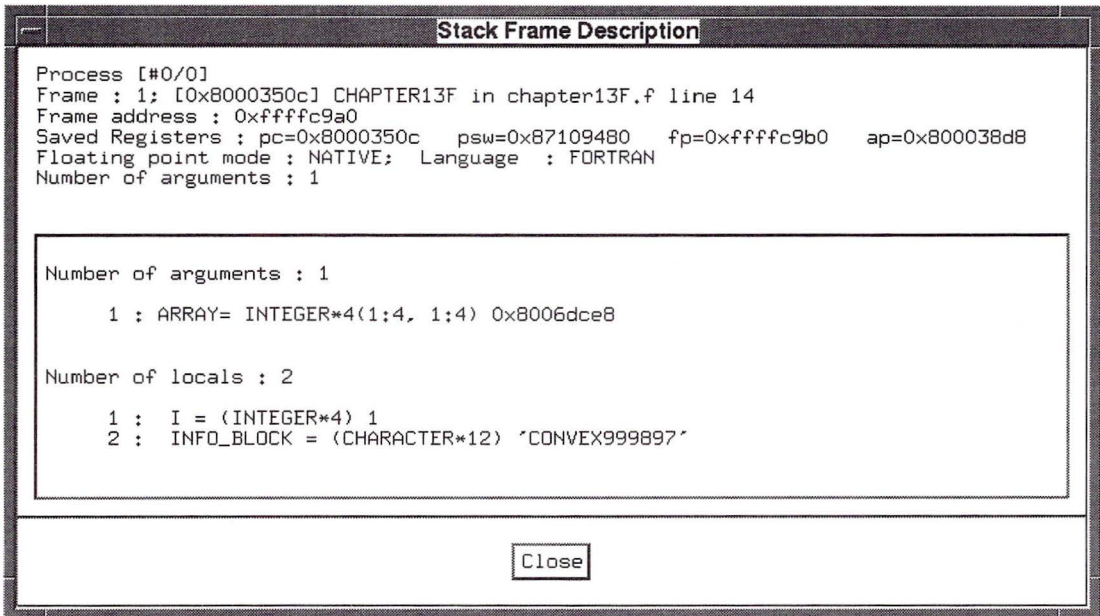 Stack Frame Description
Process [#0/0]
Frame : 1; [0x8000350c] CHAPTER13F in chapter13F.f line 14
Frame address : 0xffffc9a0
Saved Registers : pc=0x8000350c   psw=0x87109480   fp=0xffffc9b0   ap=0x800038d8
Floating point mode : NATIVE;  Language  : FORTRAN
Number of arguments : 1
Number of arguments : 1
1 : ARRAY= INTEGER*4(1:4, 1:4) 0x8006dce8
Number of locals : 2
1 :  I = (INTEGER*4) 1
2 :  INFO_BLOCK = (CHARACTER*12) 'CONVEX999897'
Close